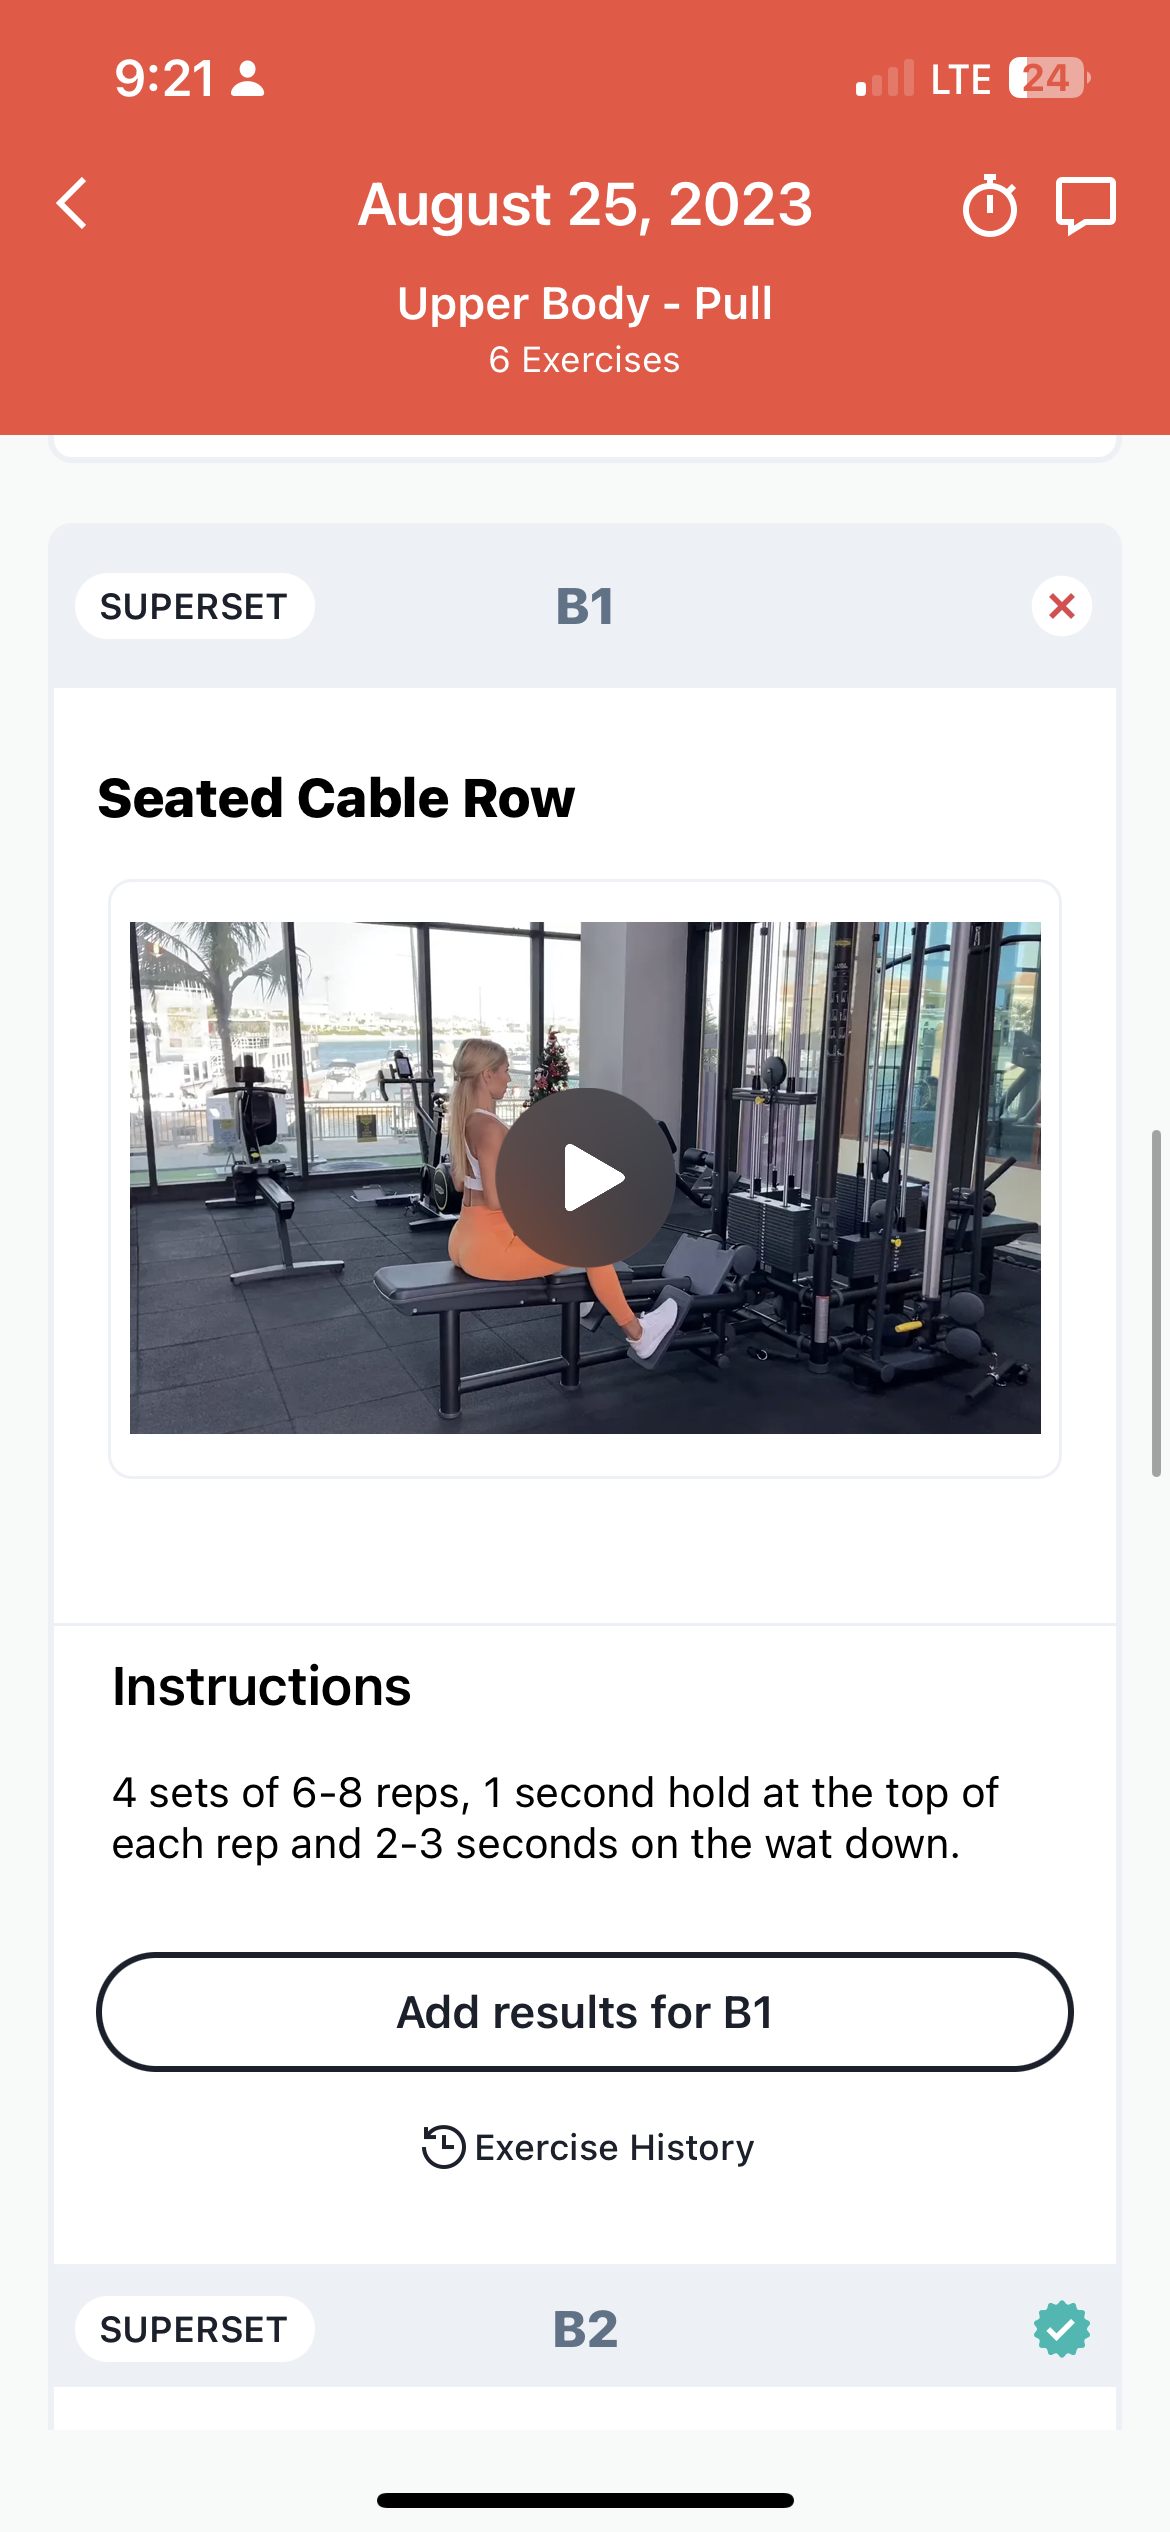 9:21
LTE 24
August 25, 2023
Upper Body - Pull
6 Exercises
SUPERSET B1
Seated Cable Row
Instructions
4 sets of 6-8 reps, 1 second hold at the top of
each rep and 2-3 seconds on the wat down.
Add results for B1
Exercise History
SUPERSET B2